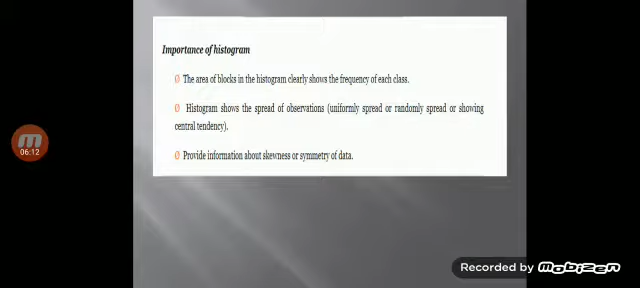 Importance of histogram
Ø The area of blocks in the histogram clearly shows the frequency of each class.
Ø Histogram shows the spread of observations (uniformly spread or randomly spread or showing
central tendency).
Ø Provide information about skewness or symmetry of data.
06:12
Recorded by MOBIZEN